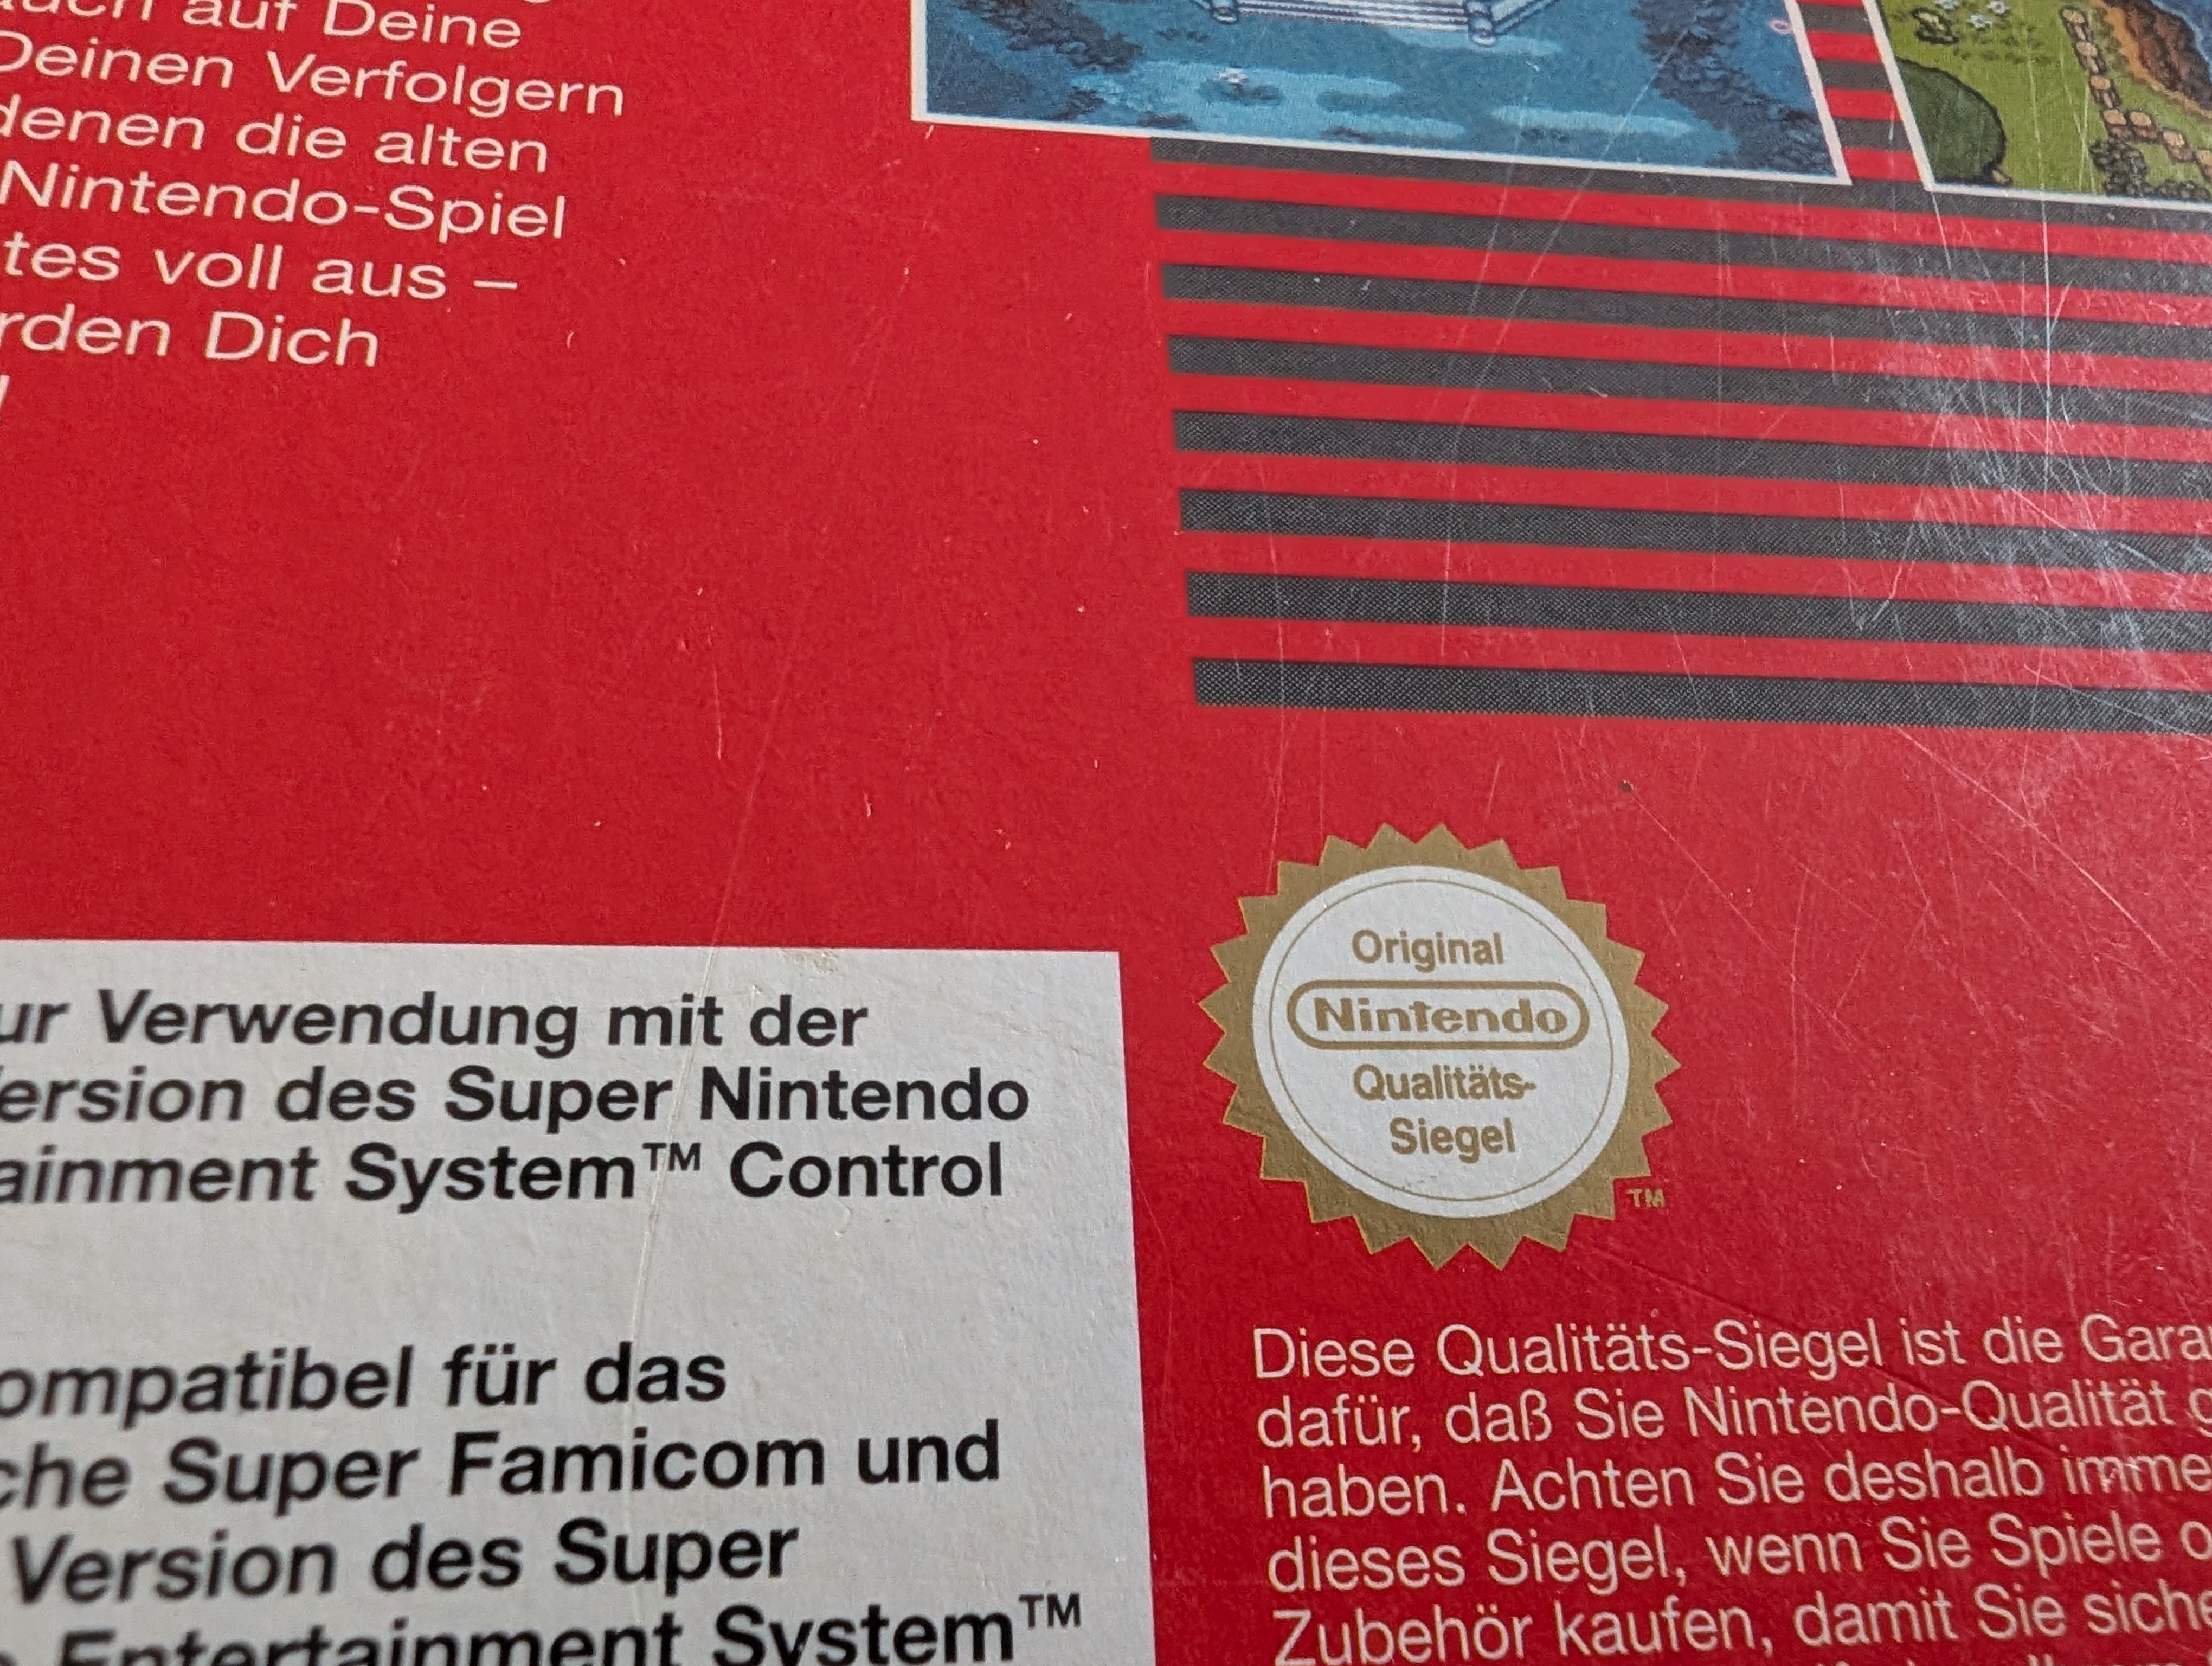 auf Deine
Deinen Verfolgern
denen die alten
Nintendo-Spiel
tes voll aus –
rden Dich
ur Verwendung mit der
ersion des Super Nintendo
ainment System™ Control
ompatibel für das
che Super Famicom und
Version des Super
Entertainment System™
Original
Nintendo
Qualitäts-
Siegel
TM
Diese Qualitäts-Siegel ist die Gara
dafür, daß Sie Nintendo-Qualität
haben. Achten Sie deshalb imme
dieses Siegel, wenn Sie Spiele o
Zubehör kaufen, damit Sie siche